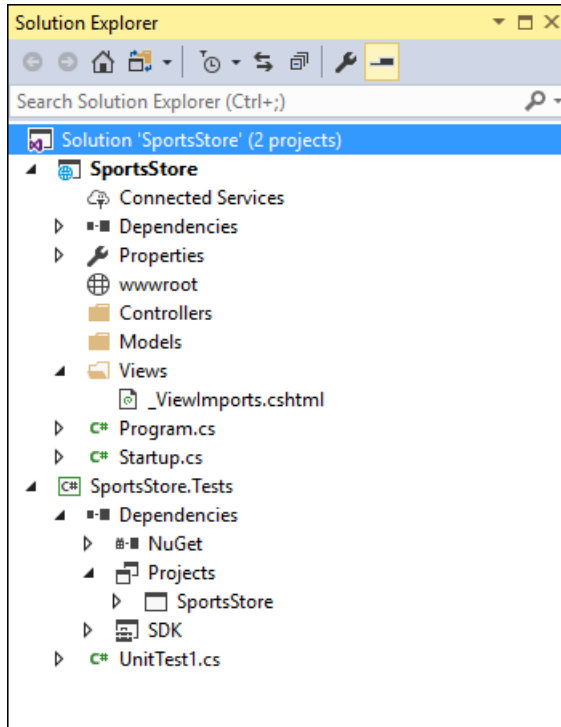 Solution Explorer
Search Solution Explorer (Ctrl+;)
Solution 'SportsStore' (2 projects)
SportsStore
Connected Services
Dependencies
Properties
wwwroot
Controllers
Models
Views
_ViewImports.cshtml
C# Program.cs
C# Startup.cs
C# SportsStore.Tests
Dependencies
NuGet
Projects
SportsStore
SDK
C# UnitTest1.cs